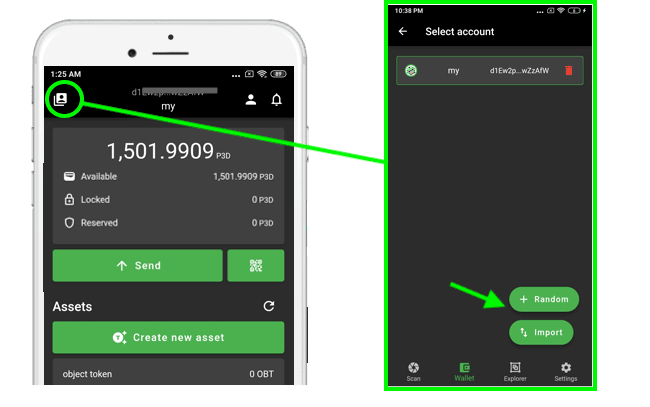 1:25 AM
my
1,501.9909 P3D
Available 1,501.9909 P3D
Locked 0 P3D
Reserved 0 P3D
Send
Assets
Create new asset
object token 0 OBT
10:38 PM
Select account
my d1Ew2p...wZzAfW
+ Random
Import
Scan Wallet Explorer Settings